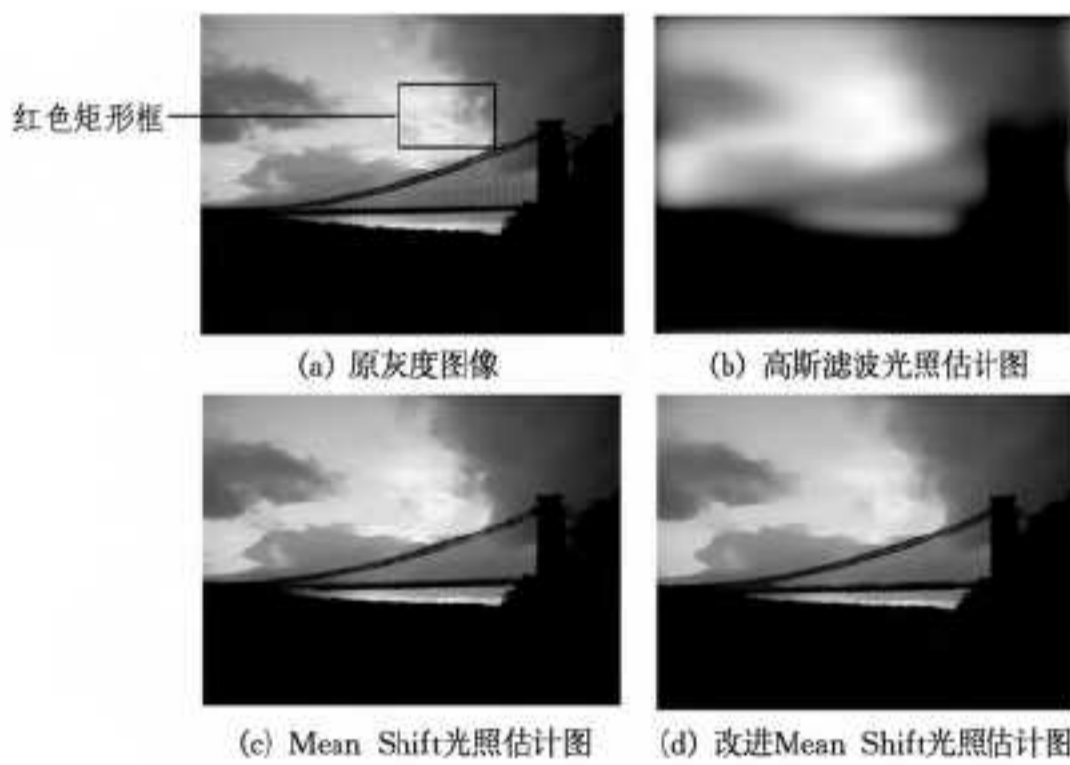 红色矩形框
(a) 原灰度图像
(b) 高斯滤波光照估计图
(c) Mean Shift光照估计图
(d) 改进Mean Shift光照估计图